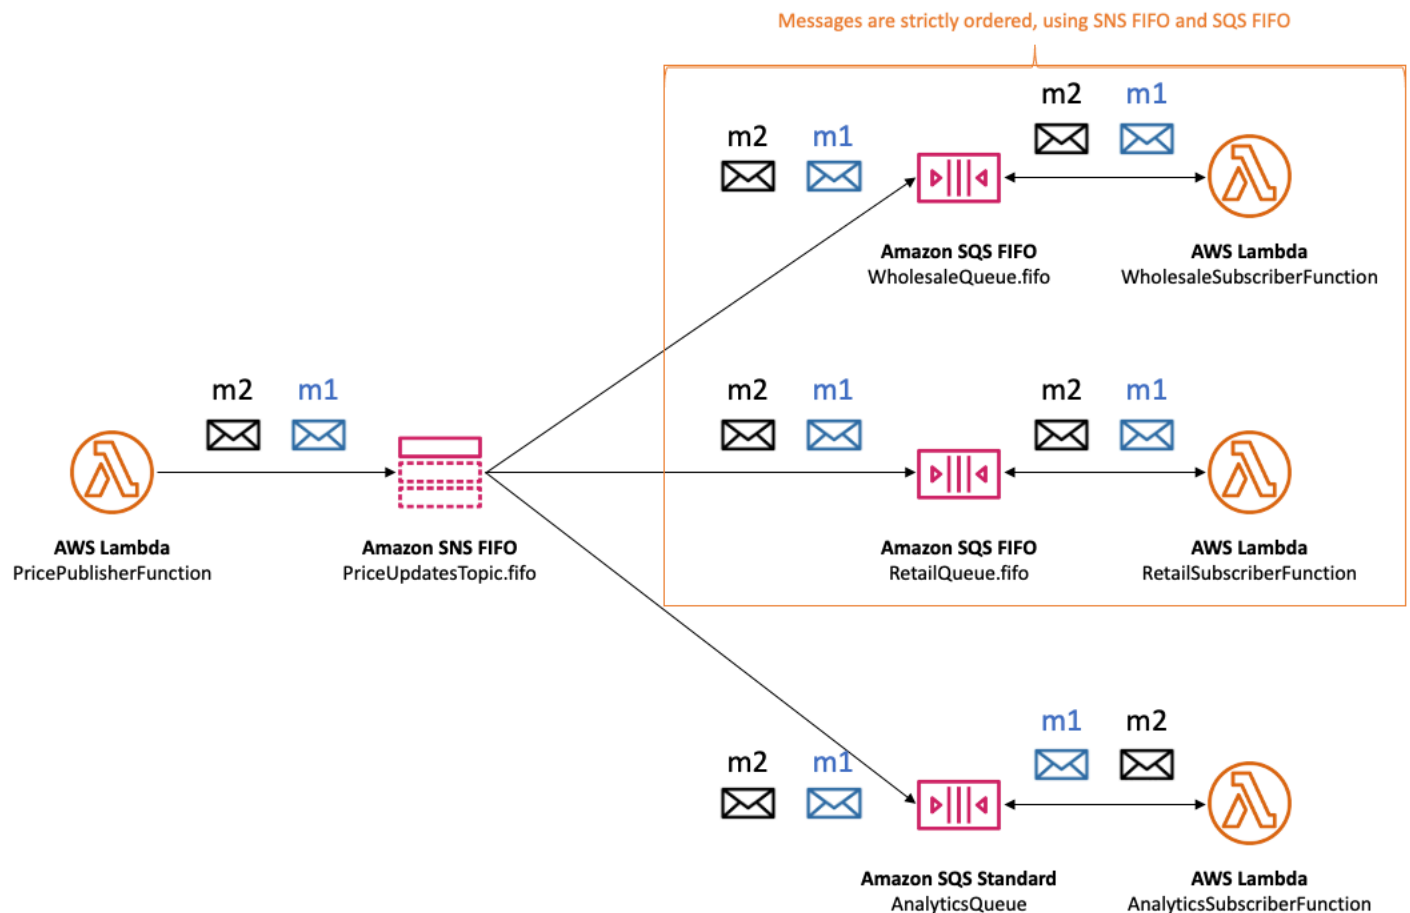 Messages are strictly ordered, using SNS FIFO and SQS FIFO
m2 m1
m2 m1
Amazon SQS FIFO
WholesaleQueue.fifo
AWS Lambda
WholesaleSubscriberFunction
m2 m1
m2 m1
m2 m1
AWS Lambda
PricePublisherFunction
Amazon SNS FIFO
PriceUpdatesTopic.fifo
Amazon SQS FIFO
RetailQueue.fifo
AWS Lambda
RetailSubscriberFunction
m2 m1
m1 m2
Amazon SQS Standard
AnalyticsQueue
AWS Lambda
AnalyticsSubscriberFunction